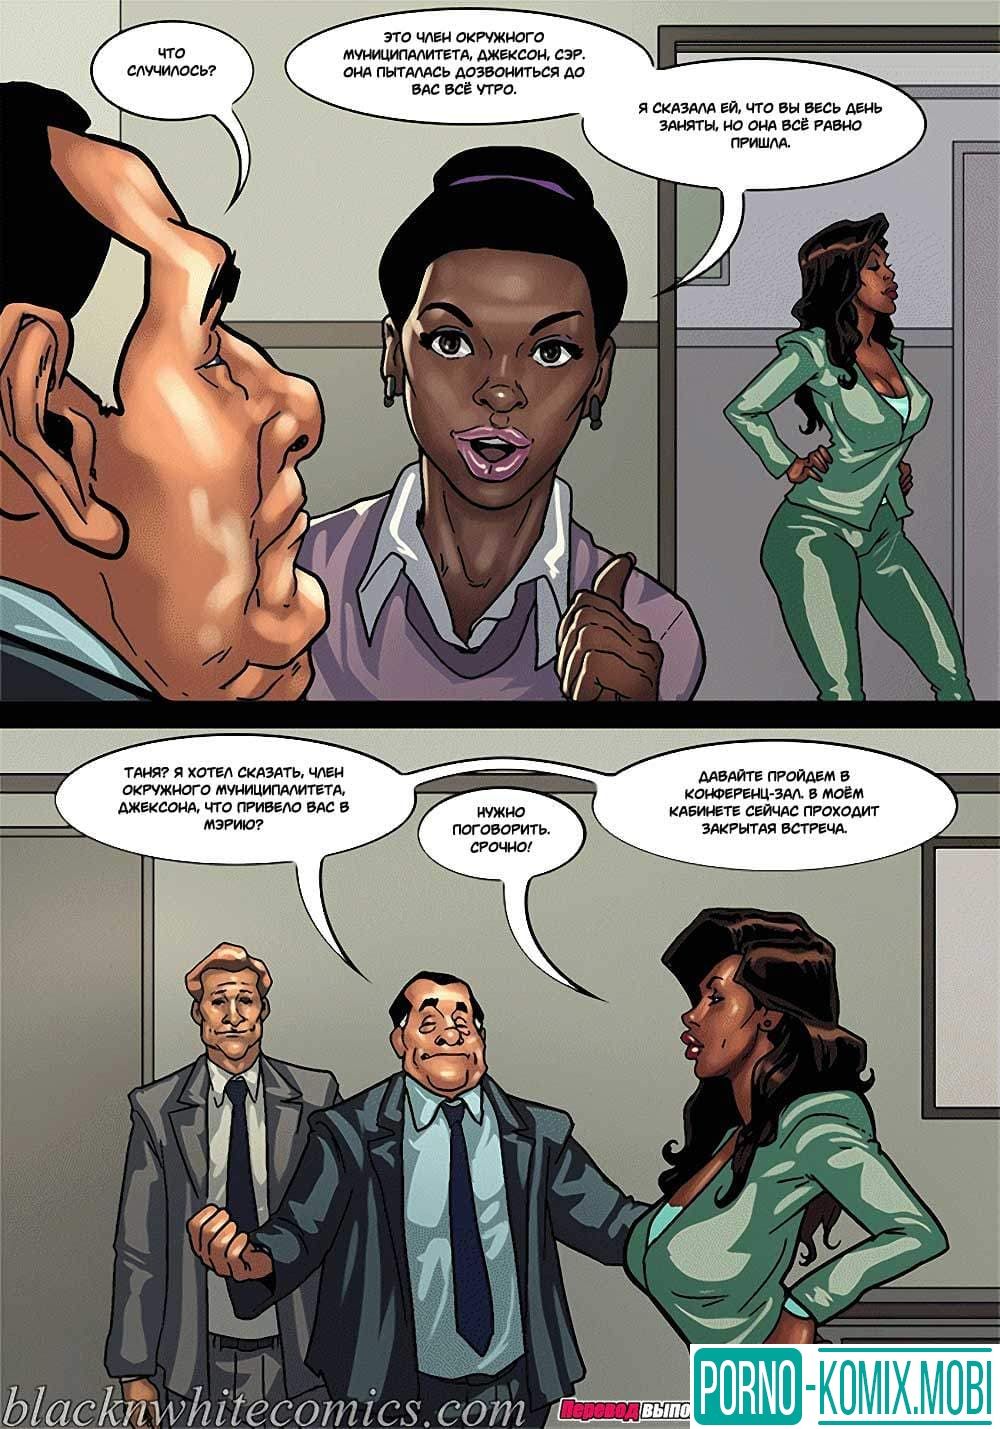 ЧТО
СЛУЧИЛОСЬ?
ЭТО ЧЛЕН ОКРУЖНОГО
МУНИЦИПАЛИТЕТА, ДЖЕКСОН, СЭР.
ОНА ПЫТАЛАСЬ ДОЗВОНИТЬСЯ ДО
ВАС ВСЁ УТРО.
Я СКАЗАЛА ЕЙ, ЧТО ВЫ ВЕСЬ ДЕНЬ
ЗАНЯТЫ, НО ОНА ВСЁ РАВНО
ПРИШЛА.
ТАНЯ? Я ХОТЕЛ СКАЗАТЬ, ЧЛЕН
ОКРУЖНОГО МУНИЦИПАЛИТЕТА,
ДЖЕКСОНА, ЧТО ПРИВЕЛО ВАС В
МЭРИЮ?
НУЖНО
ПОГОВОРИТЬ.
СРОЧНО!
ДАВАЙТЕ ПРОЙДЕМ В
КОНФЕРЕНЦ-ЗАЛ. В МОЁМ
КАБИНЕТЕ СЕЙЧАС ПРОХОДИТ
ЗАКРЫТАЯ ВСТРЕЧА.
blacknwhitecomics.com
Перевод
PORNO-KOMIX.MOBI